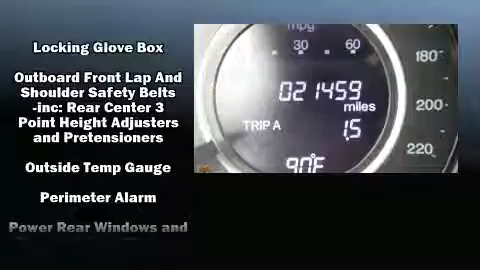 Locking Glove Box
Outboard Front Lap And
Shoulder Safety Belts
-inc: Rear Center 3
Point Height Adjusters
and Pretensioners
Outside Temp Gauge
Perimeter Alarm
Power Rear Windows and
mpg
30 60
021459
miles
TRIP A
1.5
90°F
180
200
220